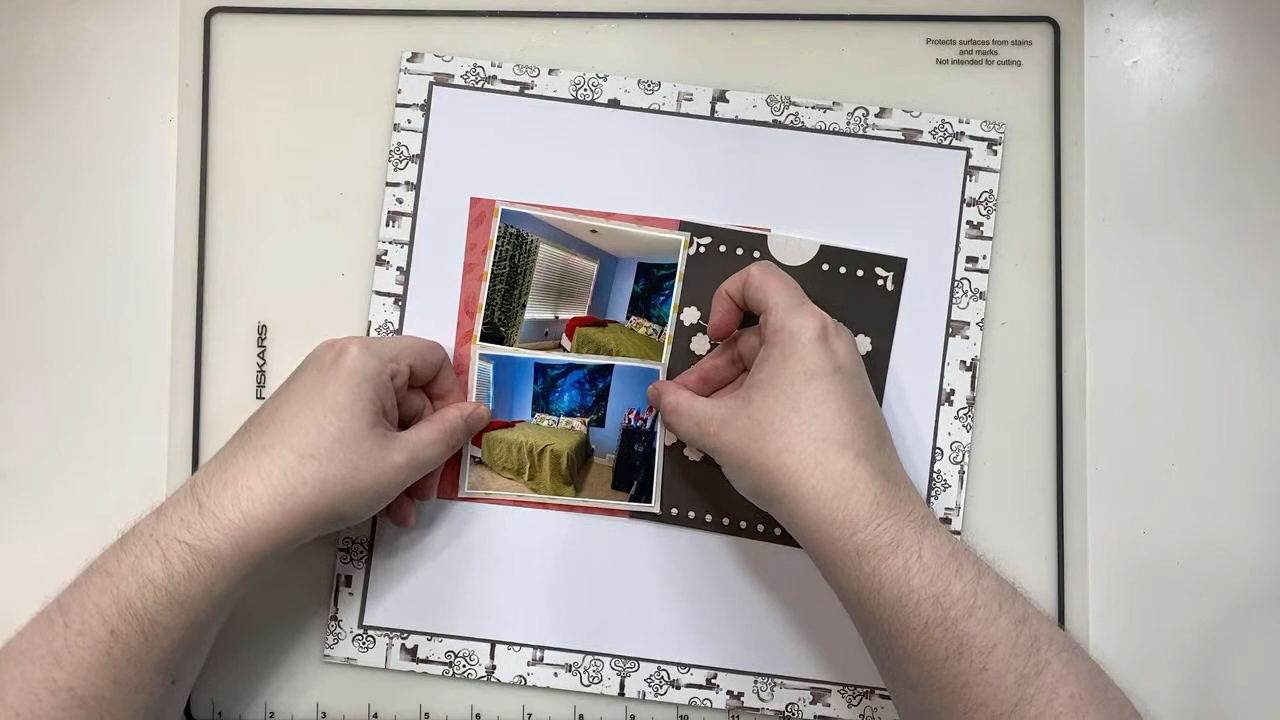 Protects surfaces from stains
and marks.
Not intended for cutting.
FISKARS®
1 2 3 4 5 6 7 8 9 10 11